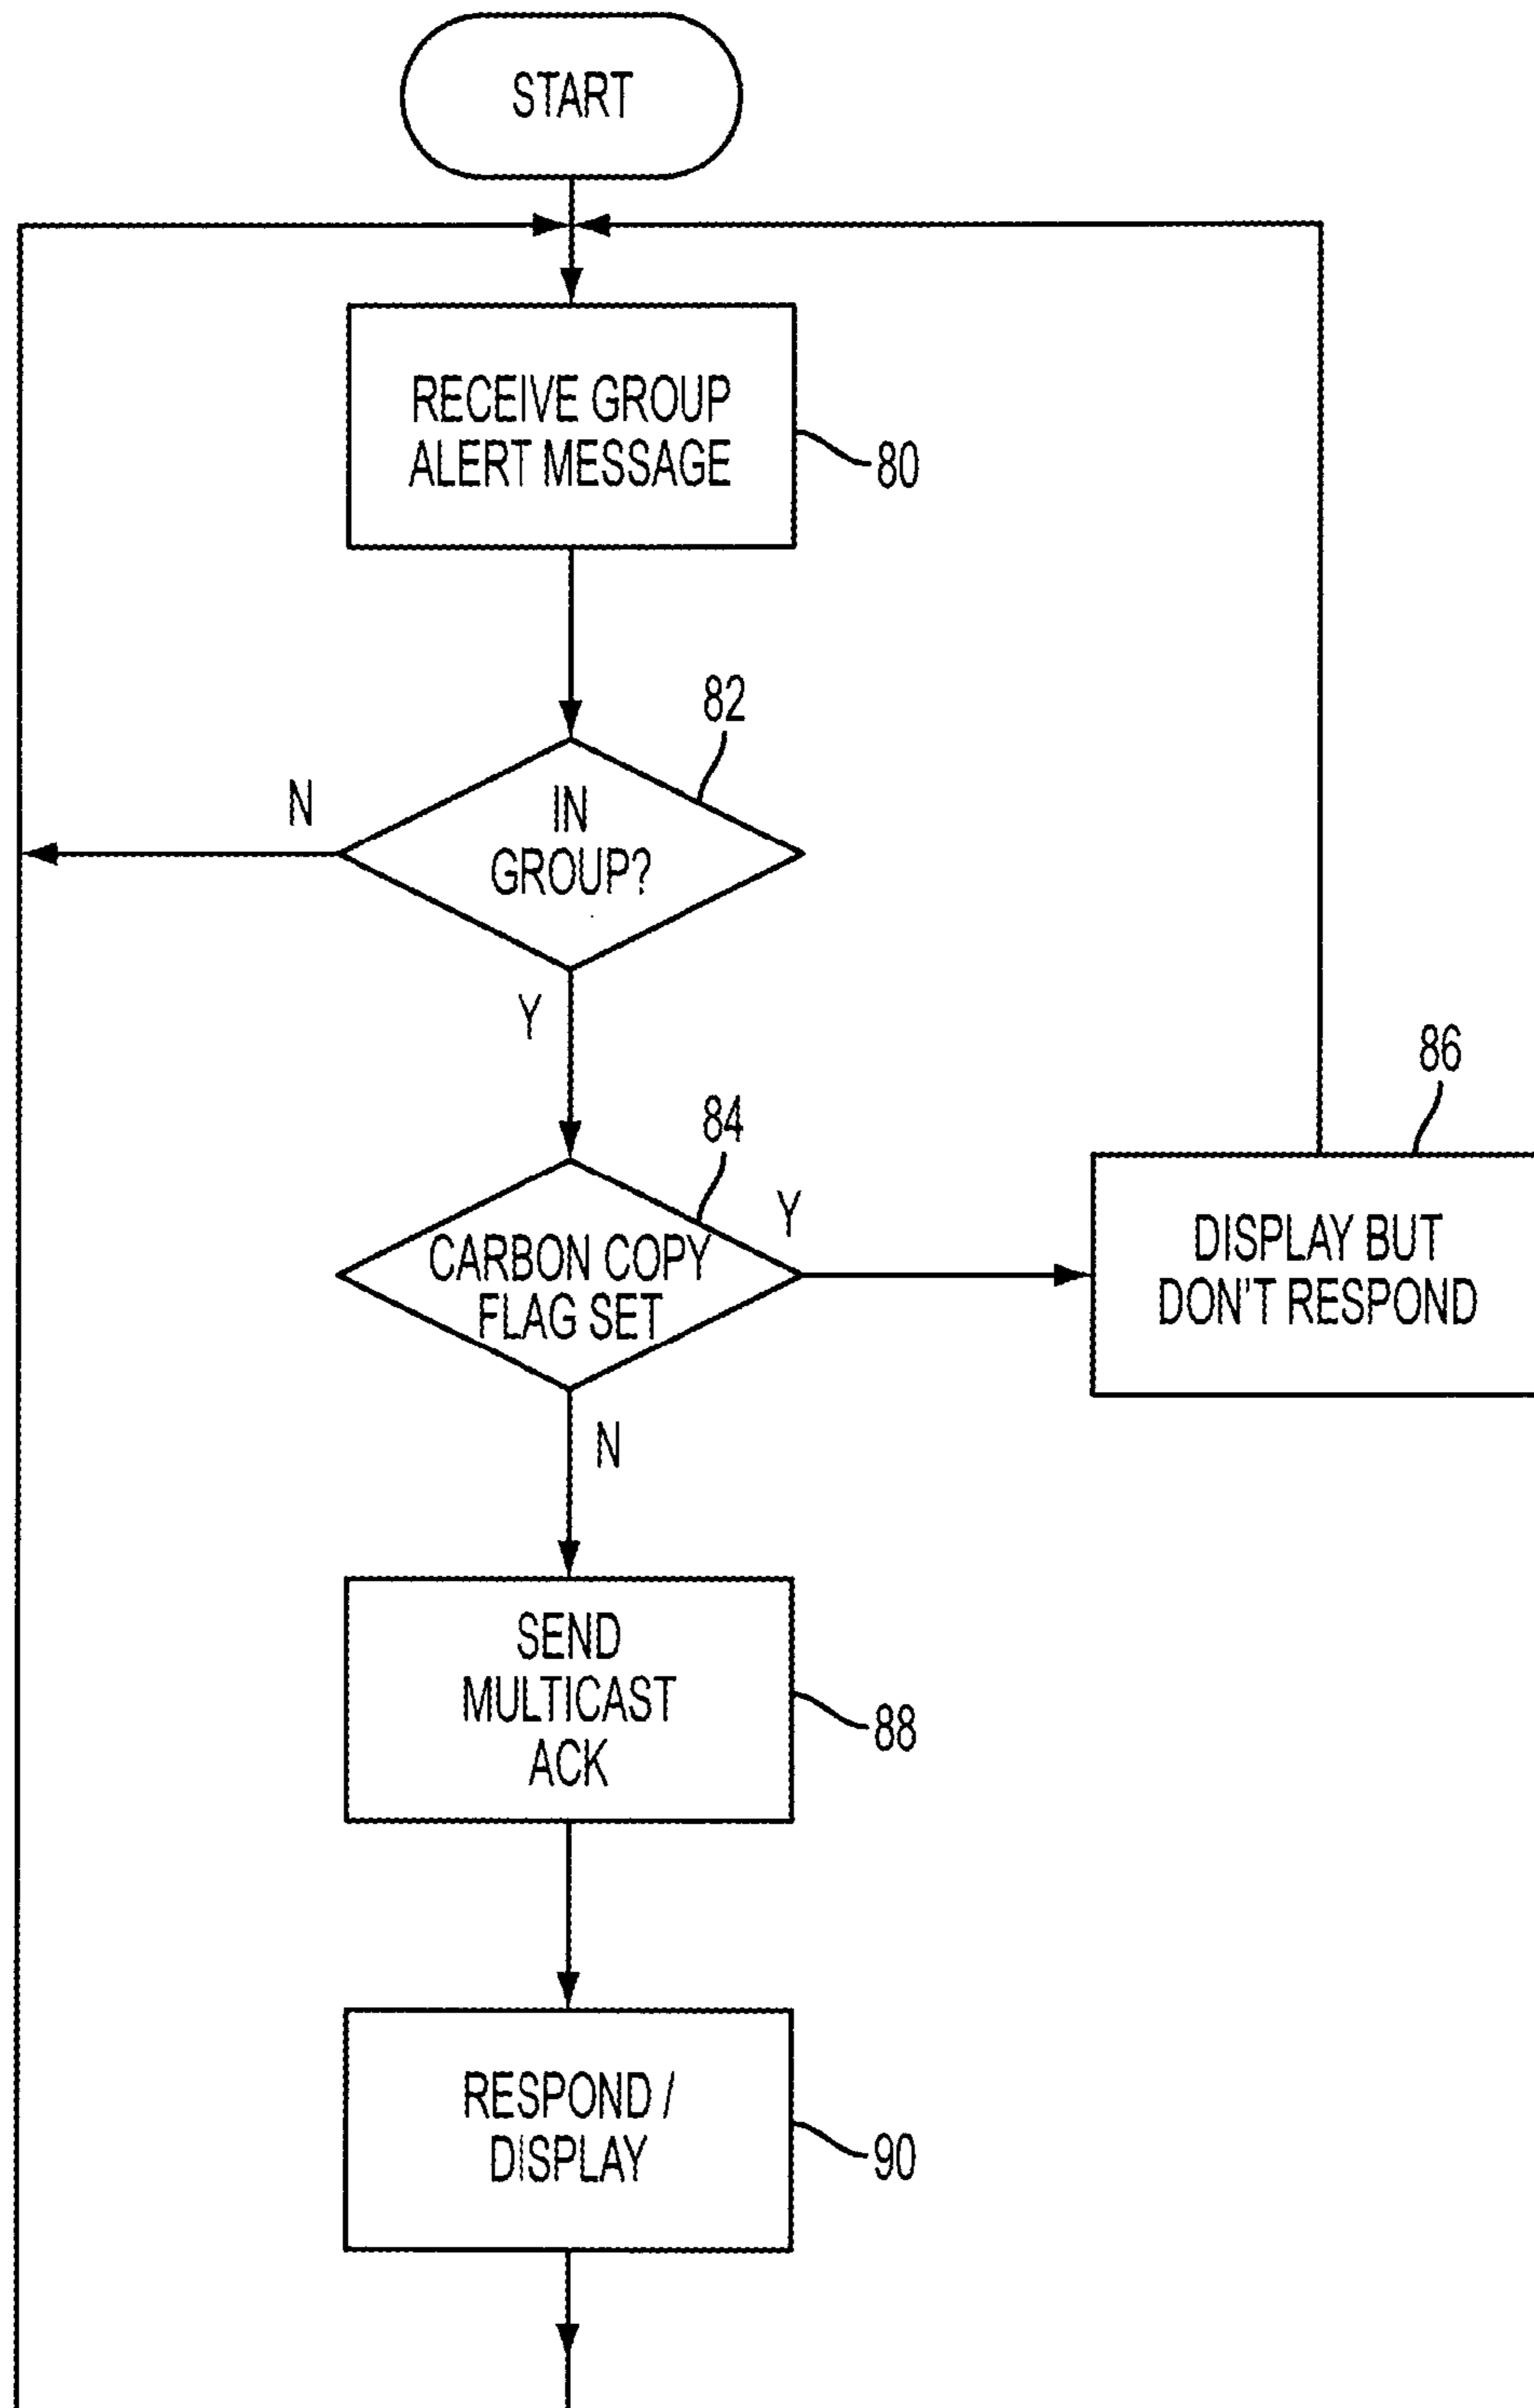 START
RECEIVE GROUP
ALERT MESSAGE
80
82
N
IN
GROUP?
Y
84
86
CARBON COPY
FLAG SET
Y
DISPLAY BUT
DON'T RESPOND
N
SEND
MULTICAST
ACK
88
RESPOND /
DISPLAY
90